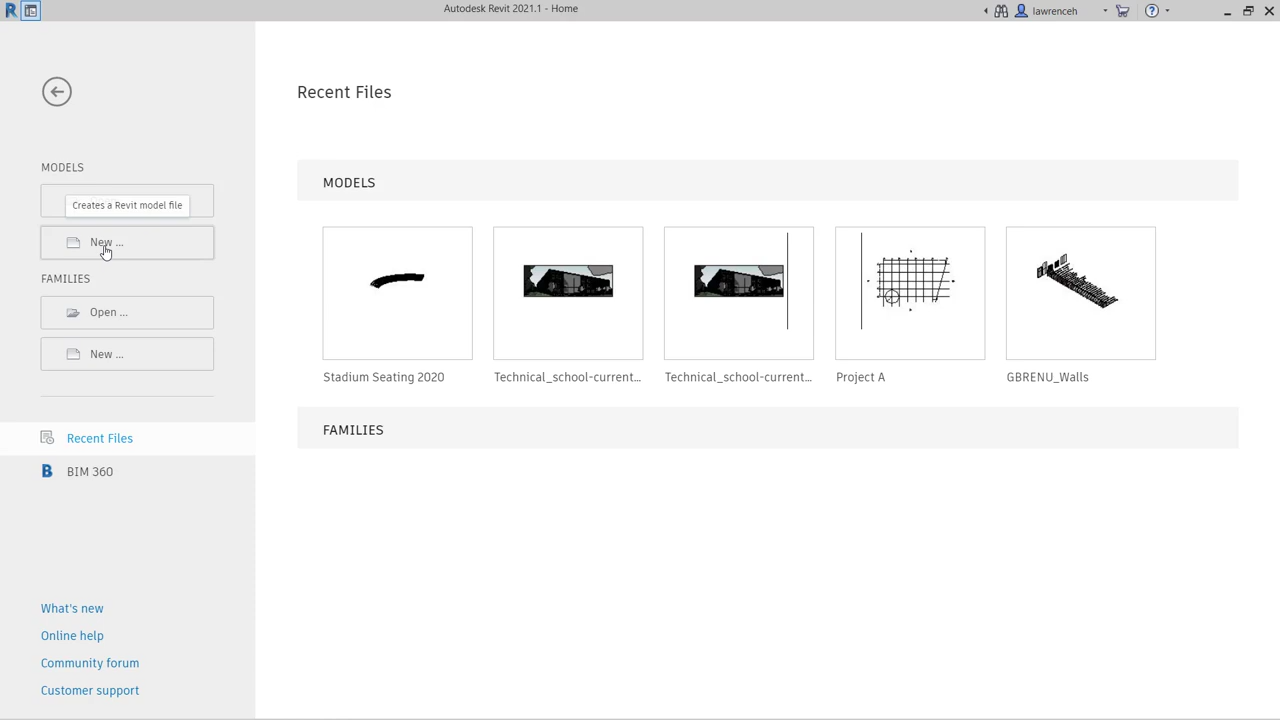 Autodesk Revit 2021.1 - Home
lawrenceh
Recent Files
MODELS
Creates a Revit model file
New ...
FAMILIES
Open ...
New ...
Recent Files
B BIM 360
What's new
Online help
Community forum
Customer support
MODELS
Stadium Seating 2020
Technical_school-current...
Technical_school-current...
Project A
GBRENU_Walls
FAMILIES